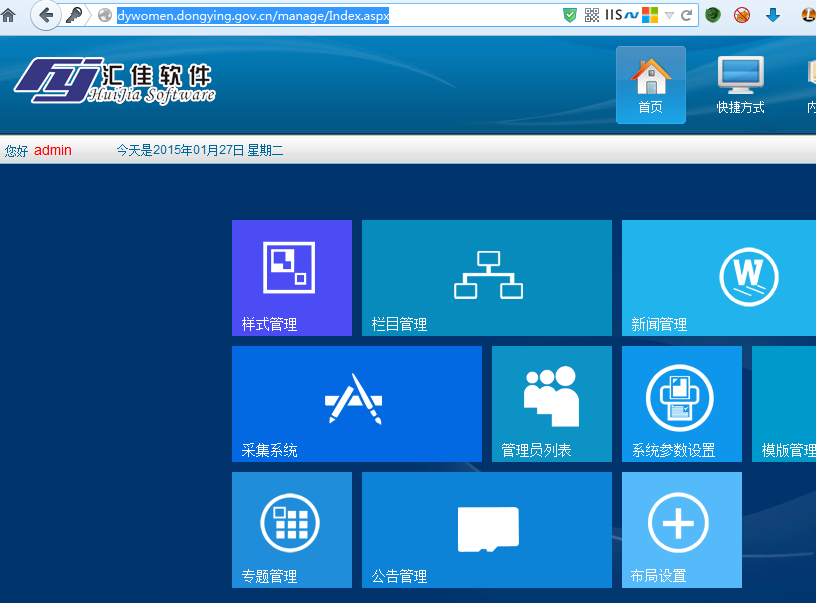 dywomen.dongying.gov.cn/manage/Index.aspx
IIS
汇佳软件
HuiJia Software
首页
快捷方式
您好 admin 今天是2015年01月27日 星期二
W
样式管理
栏目管理
新闻管理
采集系统
管理员列表
系统参数设置
模版管理
专题管理
公告管理
布局设置